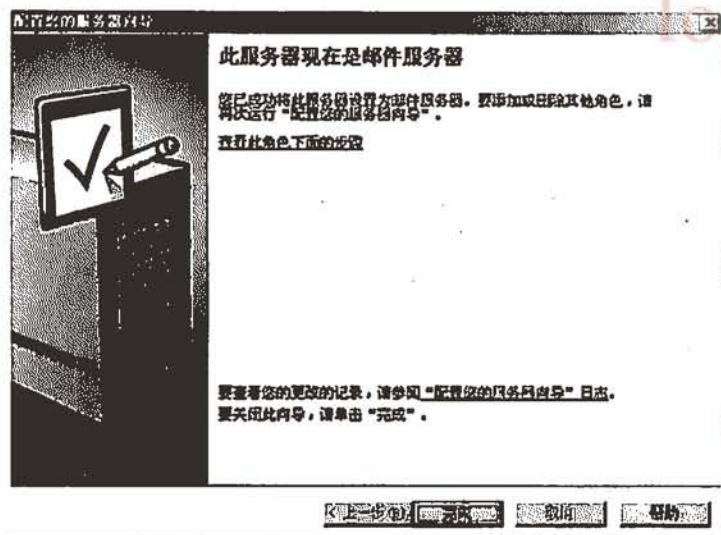 配置您的服务器向导
此服务器现在是邮件服务器
您已成功将此服务器设置为邮件服务器。要添加或删除其他角色，请
再次运行“配置您的服务器向导”。
查看此角色下面的步骤
要查看您的更改的记录，请参阅“配置您的服务器向导”日志。
要关闭此向导，请单击“完成”。
< 上一步(B)
完成
取消
帮助